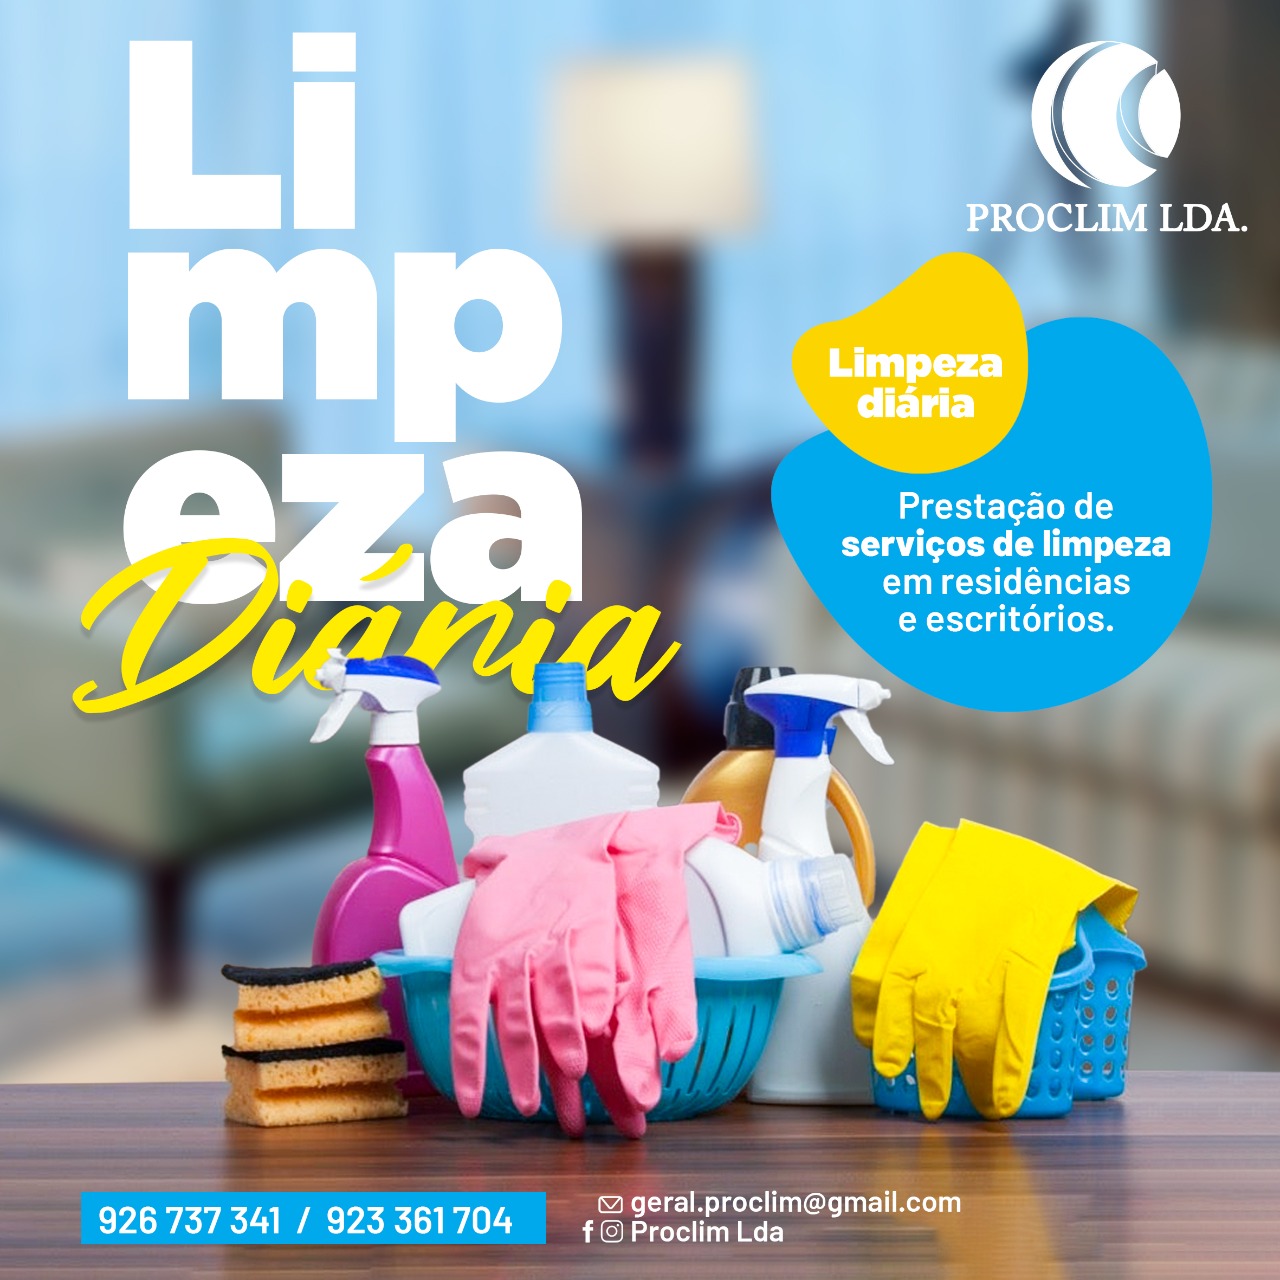 Li
mp
eza
Diária
PROCLIM LDA.
Limpeza
diária
Prestação de
serviços de limpeza
em residências
e escritórios.
926 737 341 / 923 361 704
geral.proclim@gmail.com
Proclim Lda